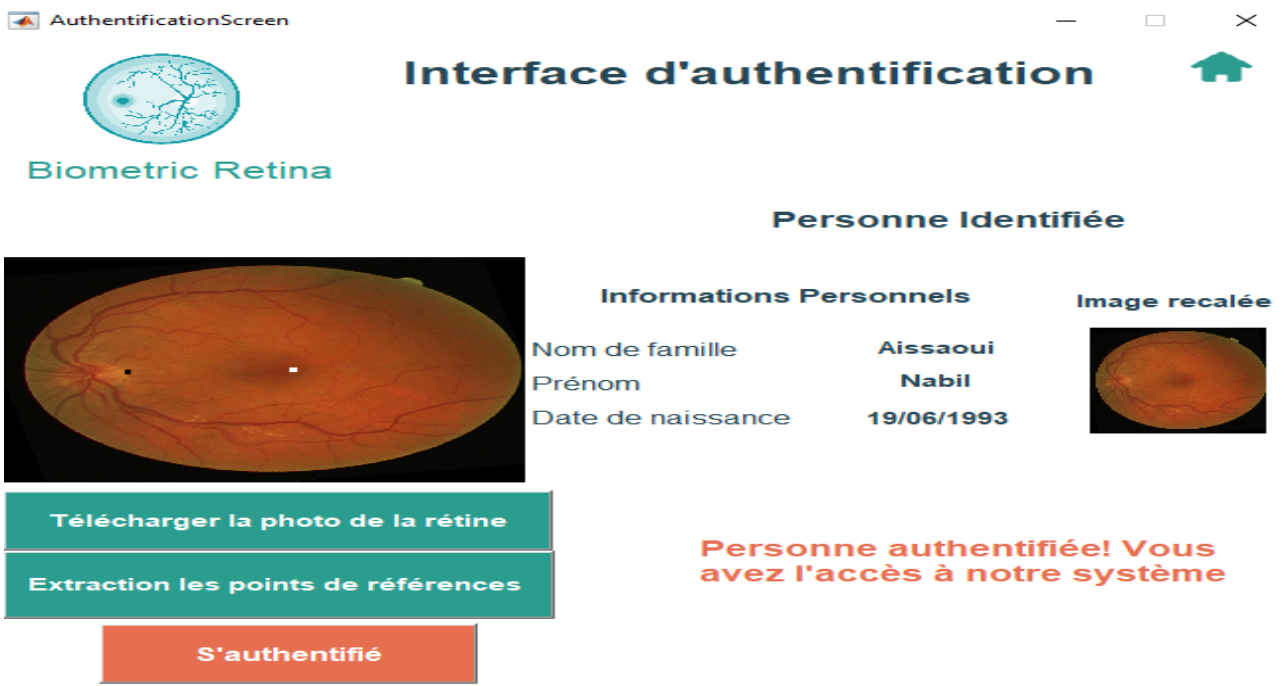 AuthentificationScreen
Interface d'authentification
Biometric Retina
Personne Identifiée
Informations Personnels
Image recalée
Nom de famille Aissaoui
Prénom Nabil
Date de naissance 19/06/1993
Télécharger la photo de la rétine
Extraction les points de références
S'authentifié
Personne authentifiée! Vous
avez l'accès à notre système